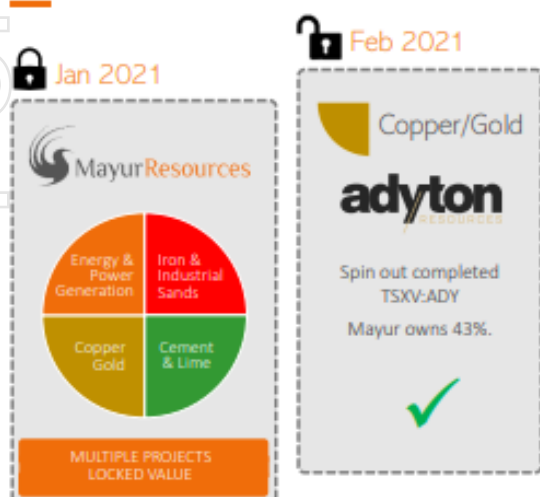 Jan 2021
MayurResources
Energy &
Power
Generation
Iron &
Industrial
Sands
Copper
Gold
Cement
& Lime
MULTIPLE PROJECTS
LOCKED VALUE
Feb 2021
Copper/Gold
adyton
RESOURCES
Spin out completed
TSXV:ADY
Mayur owns 43%.